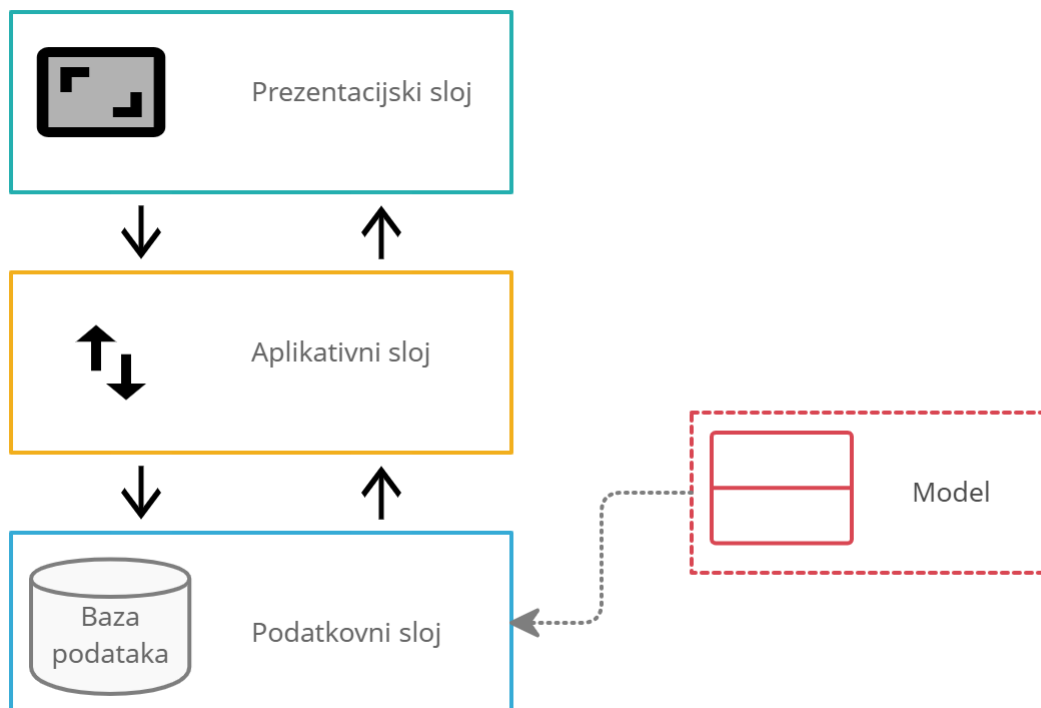 Prezentacijski sloj
Aplikativni sloj
Model
Baza
podataka
Podatkovni sloj